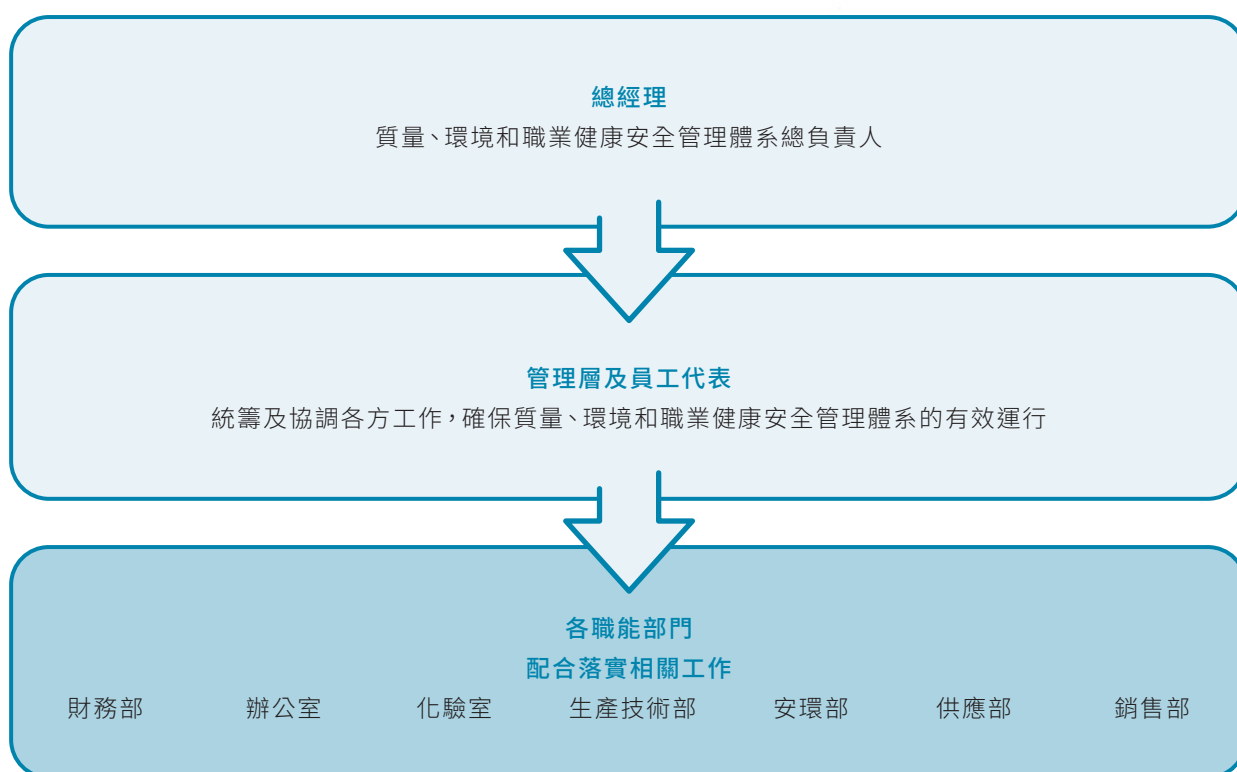 總經理
質量、環境和職業健康安全管理體系總負責人
管理層及員工代表
統籌及協調各方工作，確保質量、環境和職業健康安全管理體系的有效運行
各職能部門
配合落實相關工作
財務部 辦公室 化驗室 生產技術部 安環部 供應部 銷售部